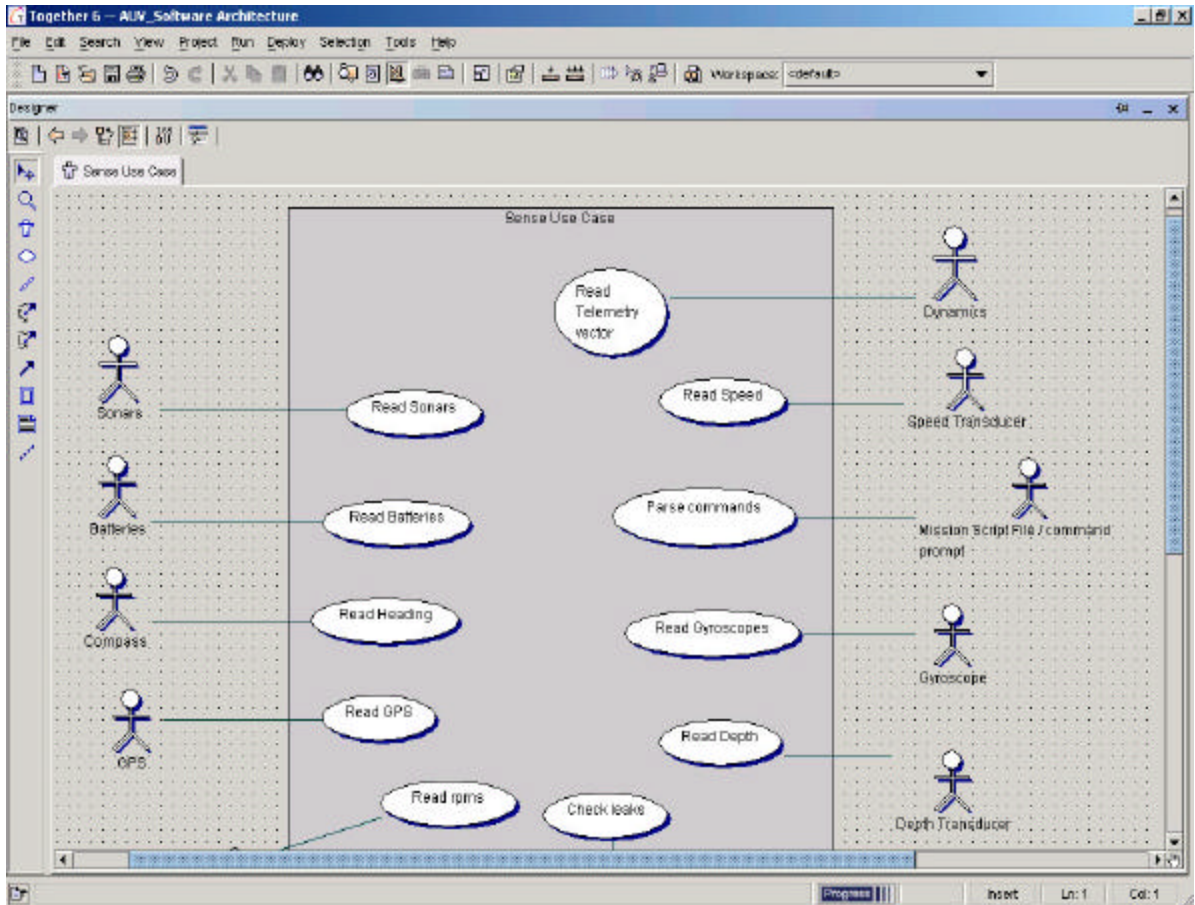 Together 6 — AUV_Software Architecture
File Edit Search View Project Run Deploy Selection Tools Help
Workspace: <default>
Designer
Sense Use Case
Sense Use Case
Read
Telemetry
vector
Dynamics
Sonars
Read Sonars
Read Speed
Speed Transducer
Batteries
Read Batteries
Parse commands
Mission Script File / command
prompt
Compass
Read Heading
Read Gyroscopes
Gyroscope
GPS
Read GPS
Read Depth
Depth Transducer
Read rpms
Check leaks
Progress
Insert
Ln: 1
Col: 1